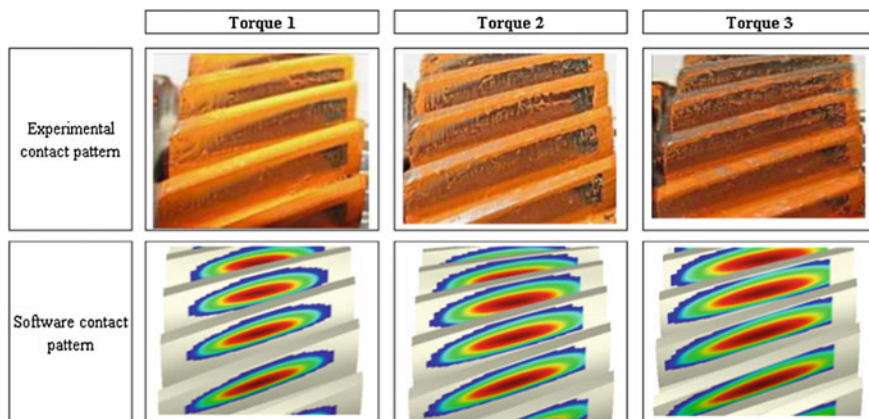 Torque 1
Torque 2
Torque 3
Experimental
contact pattern
Software contact
pattern